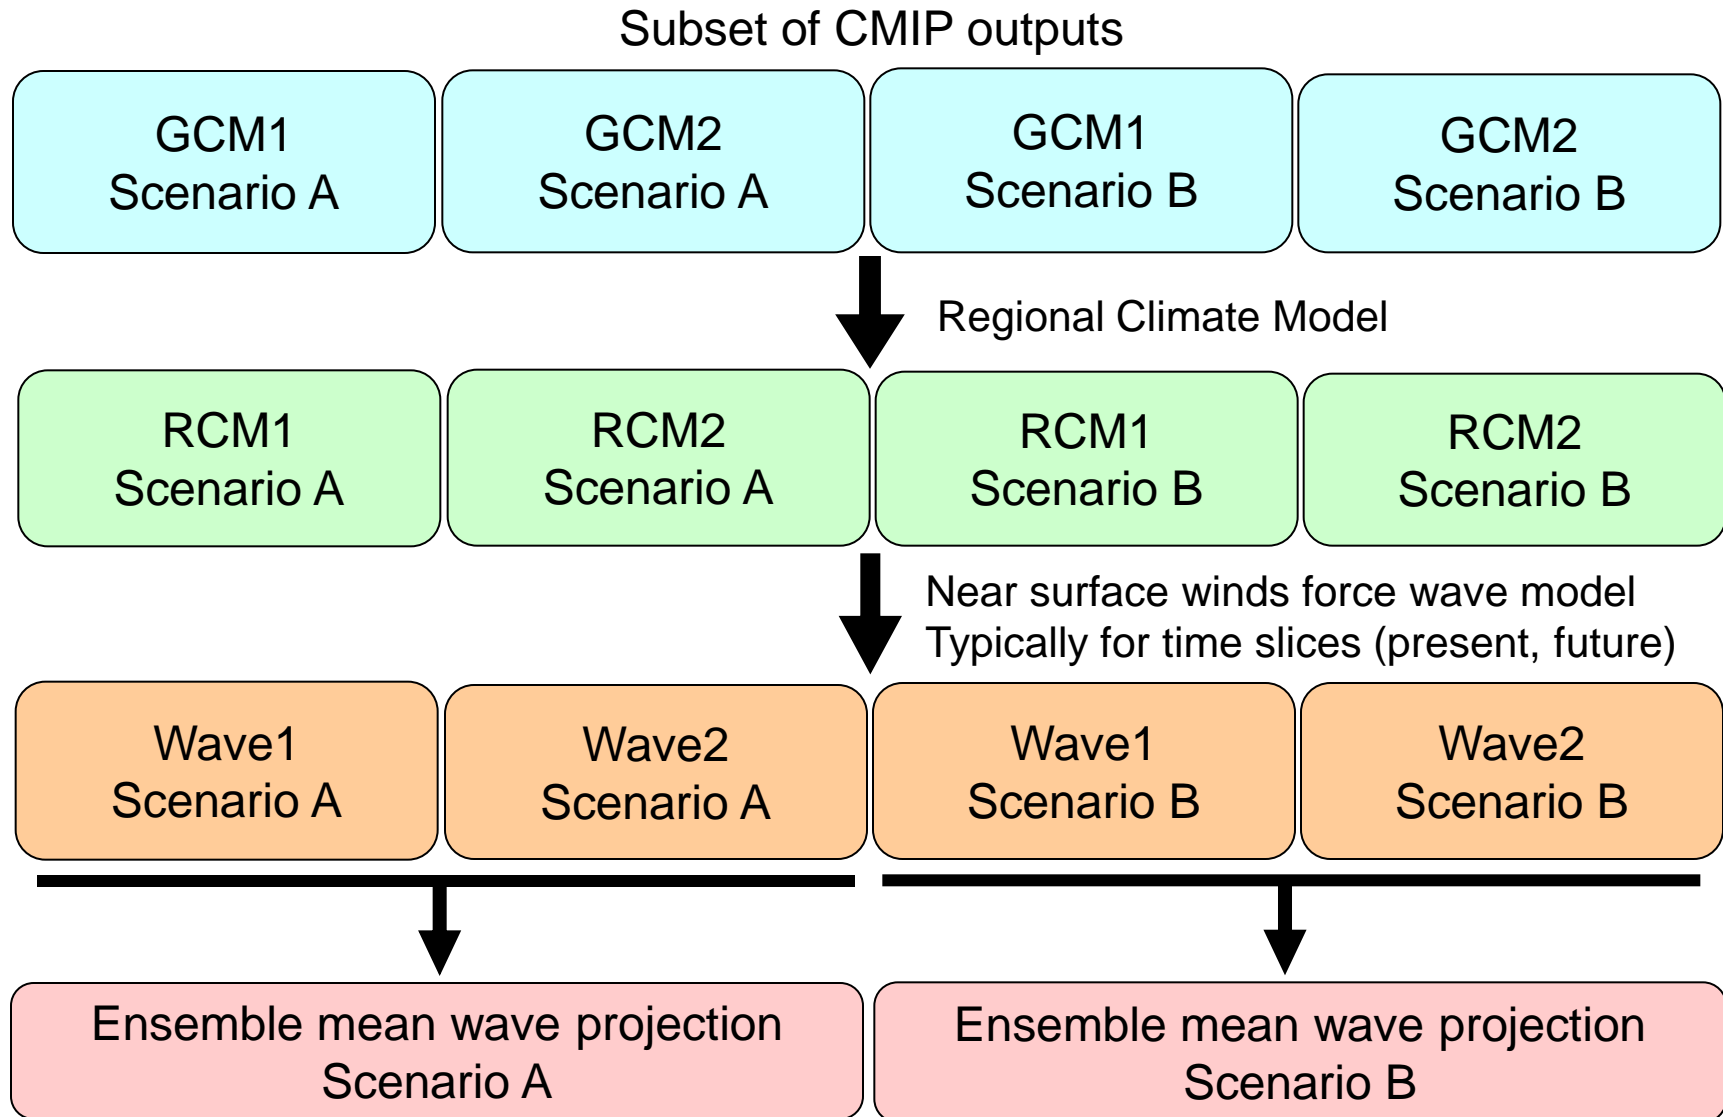 Subset of CMIP outputs
GCM1
Scenario A
GCM2
Scenario A
GCM1
Scenario B
GCM2
Scenario B
Regional Climate Model
RCM1
Scenario A
RCM2
Scenario A
RCM1
Scenario B
RCM2
Scenario B
Near surface winds force wave model
Typically for time slices (present, future)
Wave1
Scenario A
Wave2
Scenario A
Wave1
Scenario B
Wave2
Scenario B
Ensemble mean wave projection
Scenario A
Ensemble mean wave projection
Scenario B